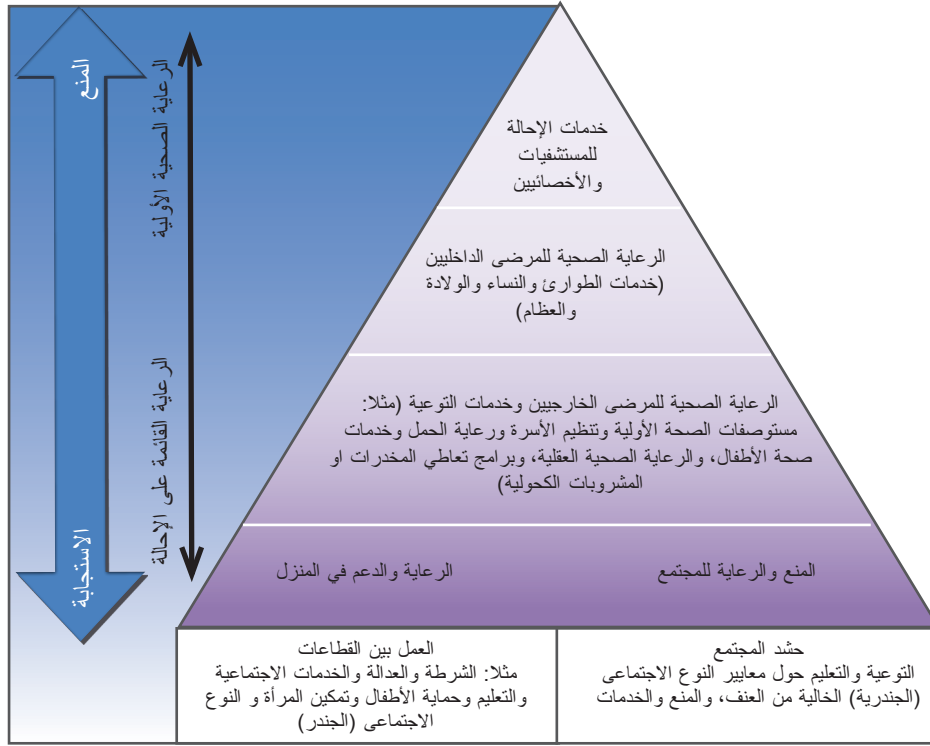 المنع
الاستجابة
الرعاية الصحية الأولية
الرعاية القائمة على الإحالة
خدمات الإحالة
للمستشفيات
والأخصائيين
الرعاية الصحية للمرضى الداخليين
(خدمات الطوارئ والنساء والولادة
والعظام)
الرعاية الصحية للمرضى الخارجيين وخدمات التوعية (مثلا:
مستوصفات الصحة الأولية وتنظيم الأسرة ورعاية الحمل وخدمات
صحة الأطفال، والرعاية الصحية العقلية، وبرامج تعاطي المخدرات او
المشروبات الكحولية)
المنع والرعاية للمجتمع
الرعاية والدعم في المنزل
حشد المجتمع
التوعية والتعليم حول معايير النوع الاجتماعى
(الجندرية) الخالية من العنف، والمنع والخدمات
العمل بين القطاعات
مثلا: الشرطة والعدالة والخدمات الاجتماعية
والتعليم وحماية الأطفال وتمكين المرأة و النوع
الاجتماعى (الجندر)